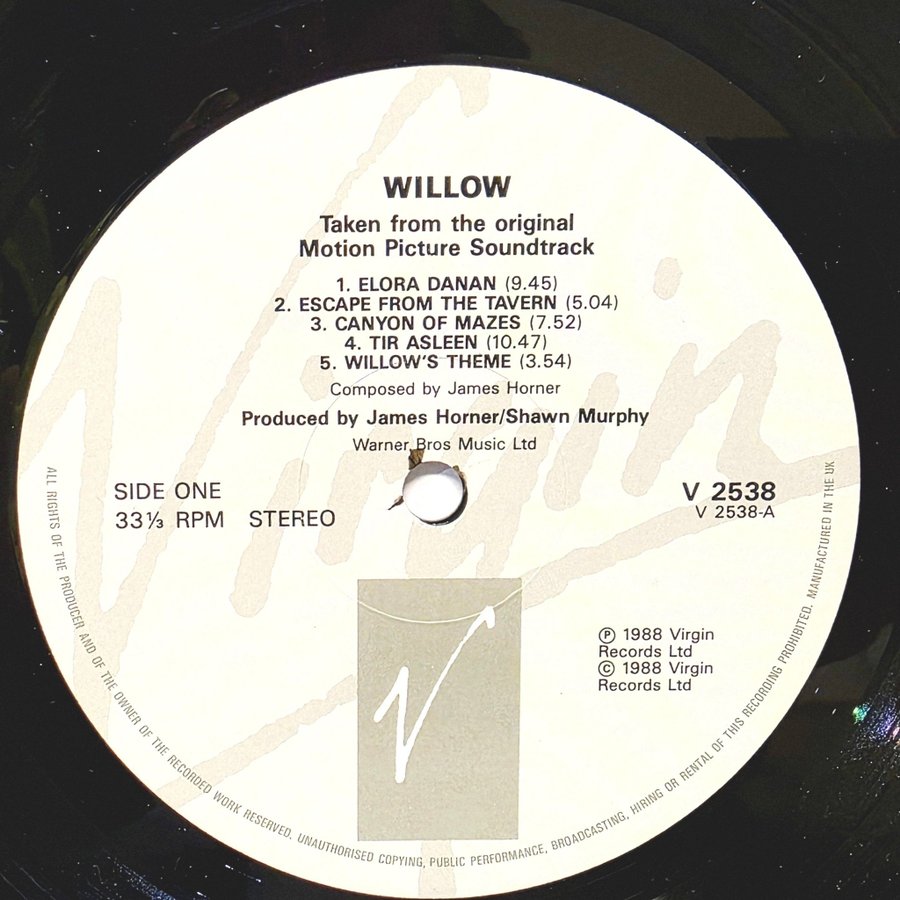 WILLOW
Taken from the original
Motion Picture Soundtrack
1. ELORA DANAN (9.45)
2. ESCAPE FROM THE TAVERN (5.04)
3. CANYON OF MAZES (7.52)
4. TIR ASLEEN (10.47)
5. WILLOW'S THEME (3.54)
Composed by James Horner
Produced by James Horner/Shawn Murphy
Warner Bros Music Ltd
SIDE ONE
33⅓ RPM STEREO
V 2538
V 2538-A
Virgin
V
Ⓟ 1988 Virgin
Records Ltd
© 1988 Virgin
Records Ltd
ALL RIGHTS OF THE PRODUCER AND OF THE OWNER OF THE RECORDED WORK RESERVED. UNAUTHORISED COPYING, PUBLIC PERFORMANCE, BROADCASTING, HIRING OR RENTAL OF THIS RECORDING PROHIBITED. MANUFACTURED IN THE UK